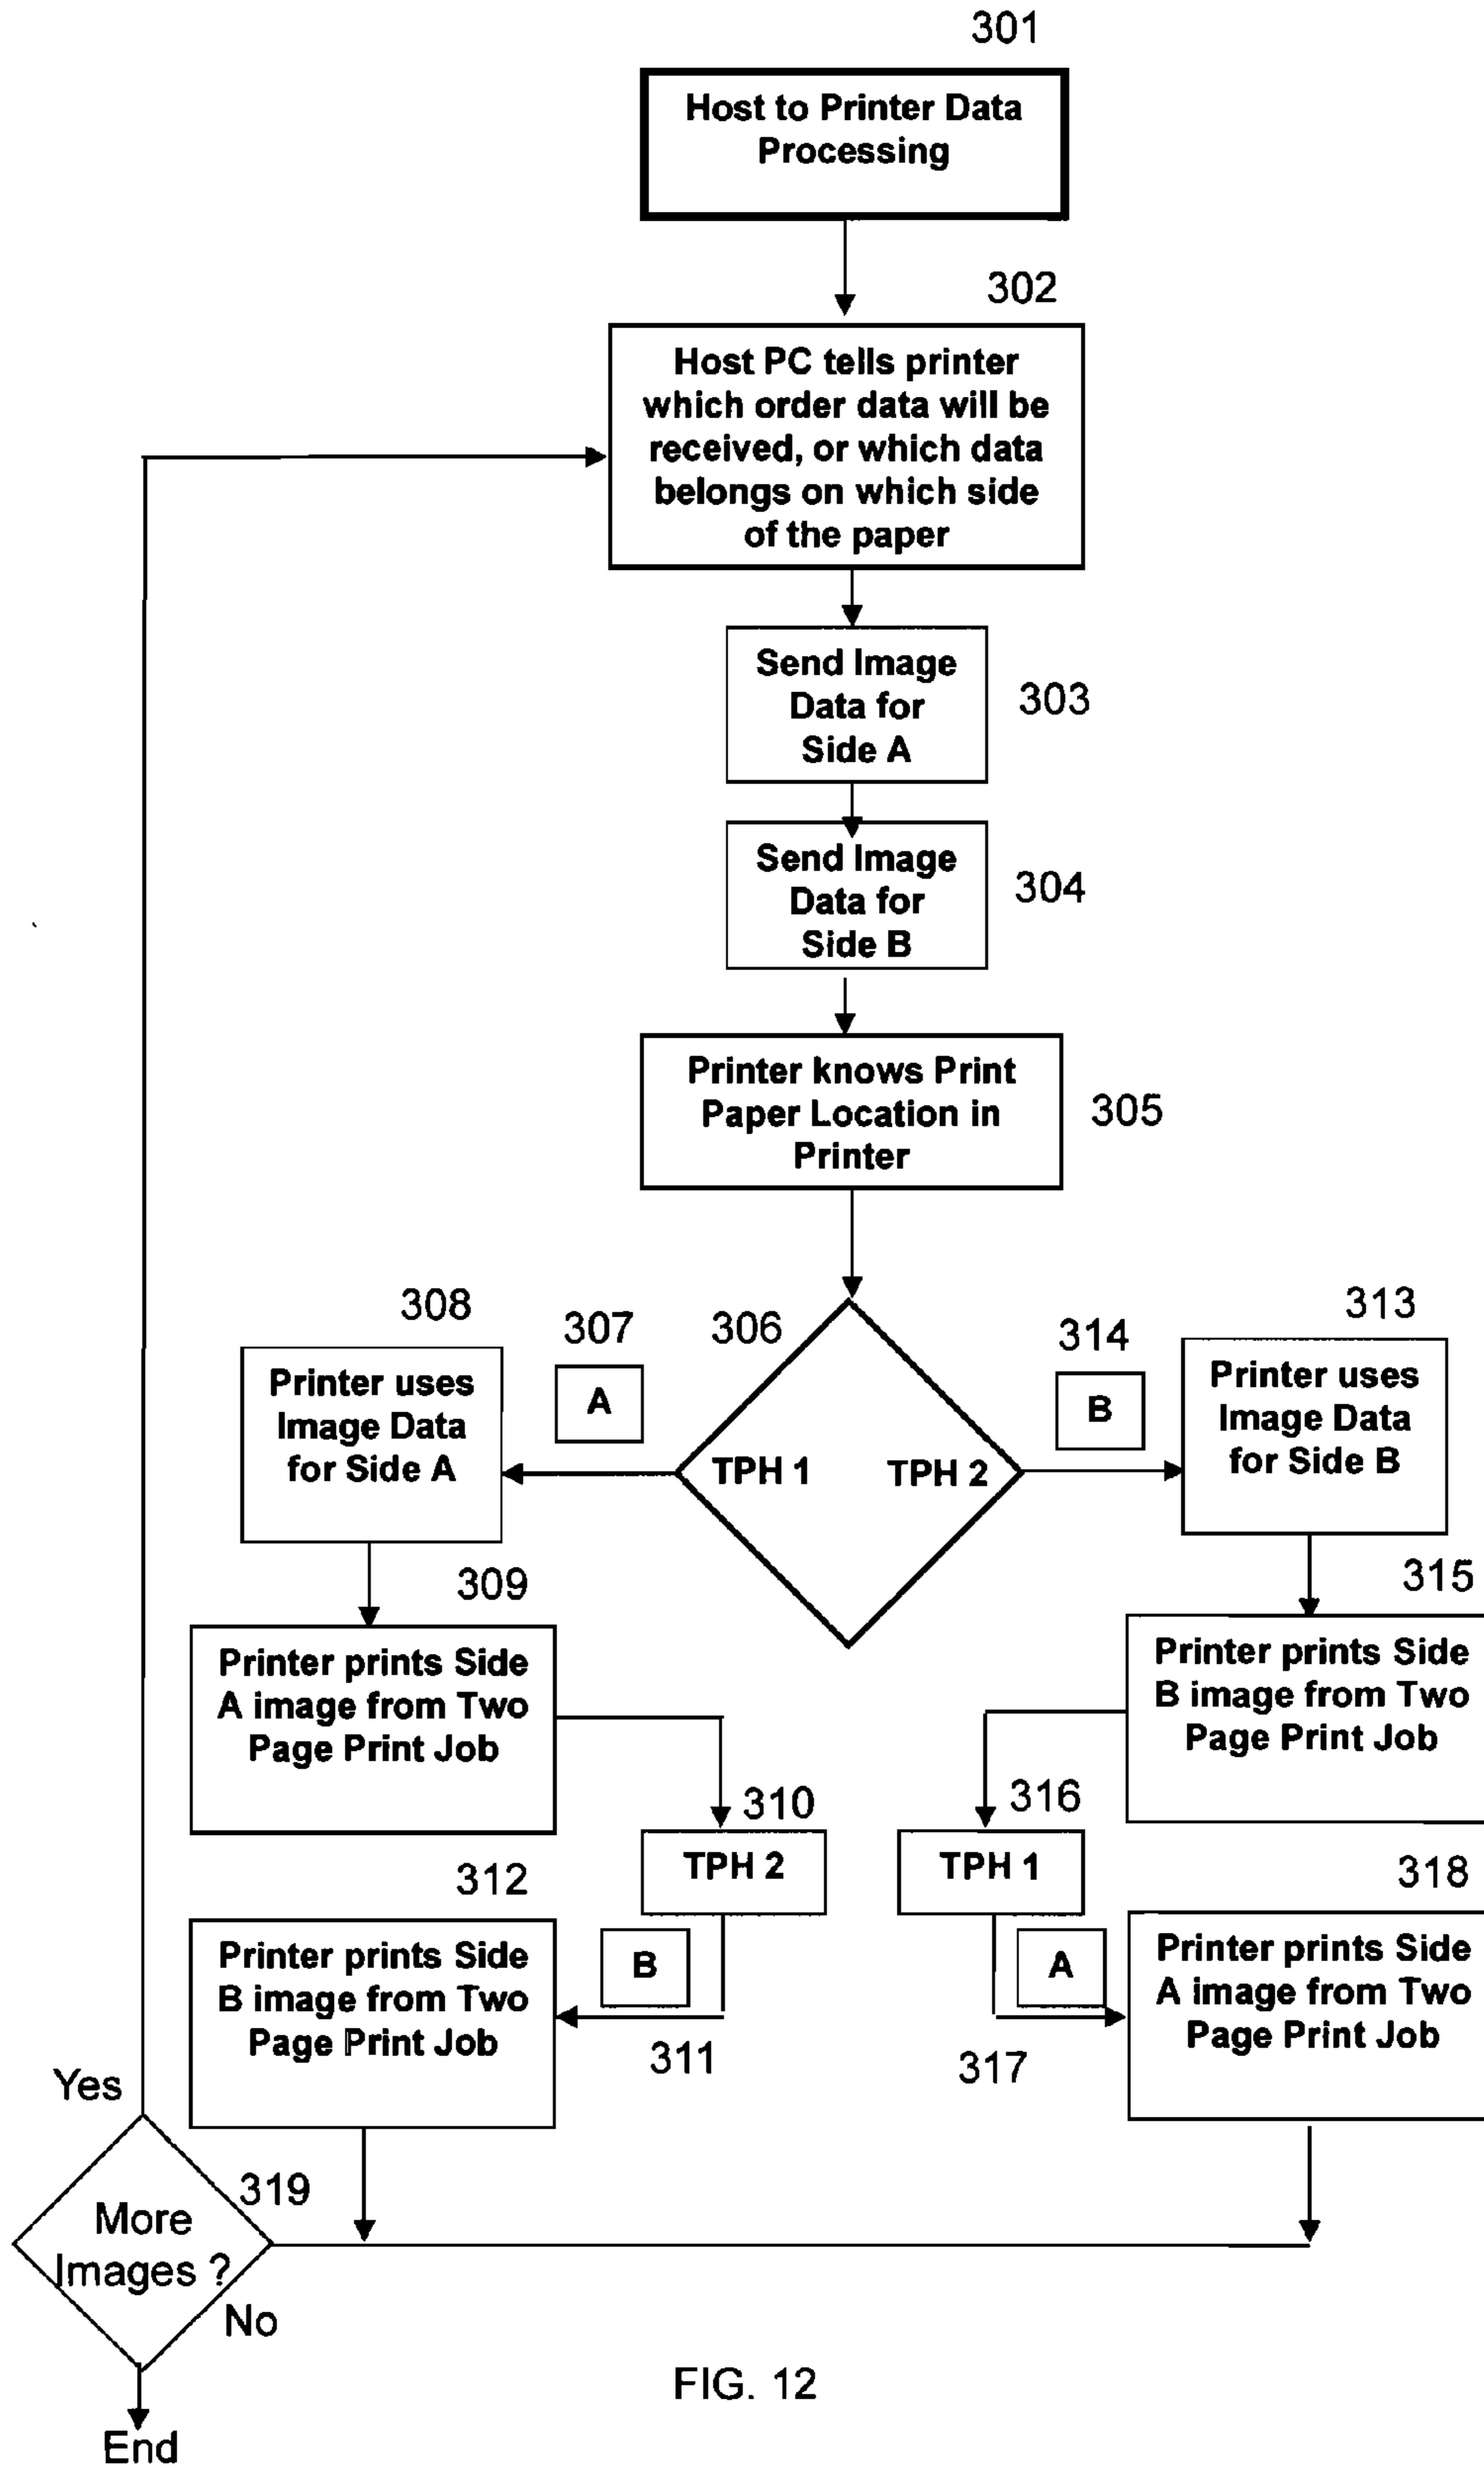 301
Host to Printer Data
Processing
302
Host PC tells printer
which order data will be
received, or which data
belongs on which side
of the paper
Send Image
Data for
Side A
303
Send Image
Data for
Side B
304
Printer knows Print
Paper Location in
Printer
305
308
307
306
314
313
Printer uses
Image Data
for Side A
A
TPH 1
TPH 2
B
Printer uses
Image Data
for Side B
309
315
Printer prints Side
A image from Two
Page Print Job
Printer prints Side
B image from Two
Page Print Job
310
316
TPH 2
TPH 1
312
318
Printer prints Side
B image from Two
Page Print Job
B
311
A
317
Printer prints Side
A image from Two
Page Print Job
Yes
319
More
Images ?
No
End
FIG. 12